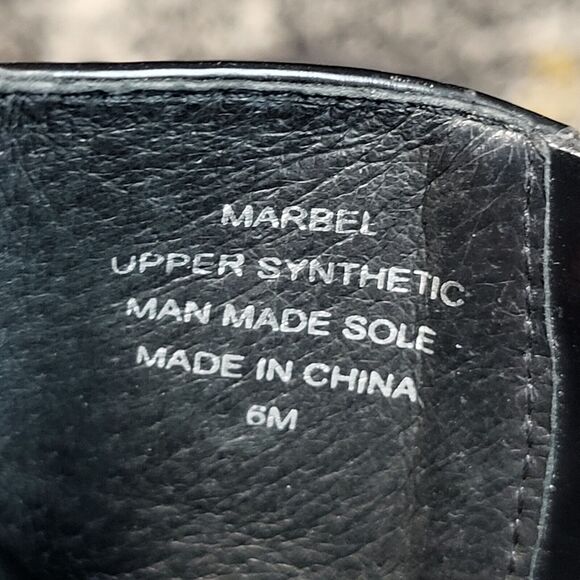 MARBEL
UPPER SYNTHETIC
MAN MADE SOLE
MADE IN CHINA
6M